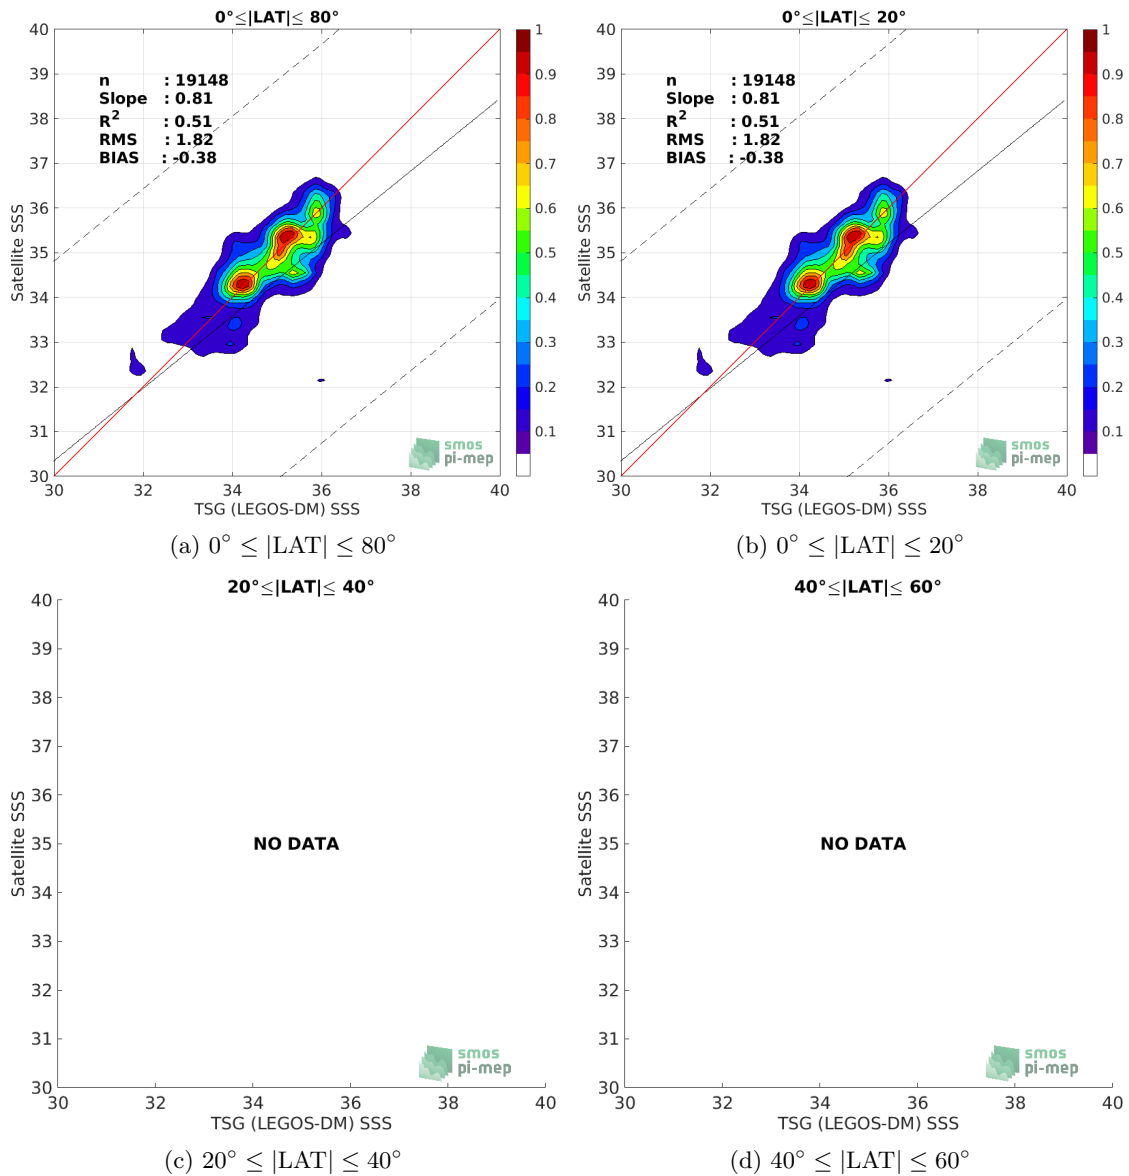 0°≤|LAT|≤ 80°
n : 19148
Slope : 0.81
R² : 0.51
RMS : 1.82
BIAS : -0.38
40
39
38
37
36
35
34
33
32
31
30
30 32 34 36 38 40
Satellite SSS
TSG (LEGOS-DM) SSS
1
0.9
0.8
0.7
0.6
0.5
0.4
0.3
0.2
0.1
smos
pi-mep
(a) 0° ≤ |LAT| ≤ 80°
0°≤|LAT|≤ 20°
n : 19148
Slope : 0.81
R² : 0.51
RMS : 1.82
BIAS : -0.38
40
39
38
37
36
35
34
33
32
31
30
30 32 34 36 38 40
Satellite SSS
TSG (LEGOS-DM) SSS
1
0.9
0.8
0.7
0.6
0.5
0.4
0.3
0.2
0.1
smos
pi-mep
(b) 0° ≤ |LAT| ≤ 20°
20°≤|LAT|≤ 40°
40
39
38
37
36
35
34
33
32
31
30
30 32 34 36 38 40
Satellite SSS
NO DATA
TSG (LEGOS-DM) SSS
smos
pi-mep
(c) 20° ≤ |LAT| ≤ 40°
40°≤|LAT|≤ 60°
40
39
38
37
36
35
34
33
32
31
30
30 32 34 36 38 40
Satellite SSS
NO DATA
TSG (LEGOS-DM) SSS
smos
pi-mep
(d) 40° ≤ |LAT| ≤ 60°